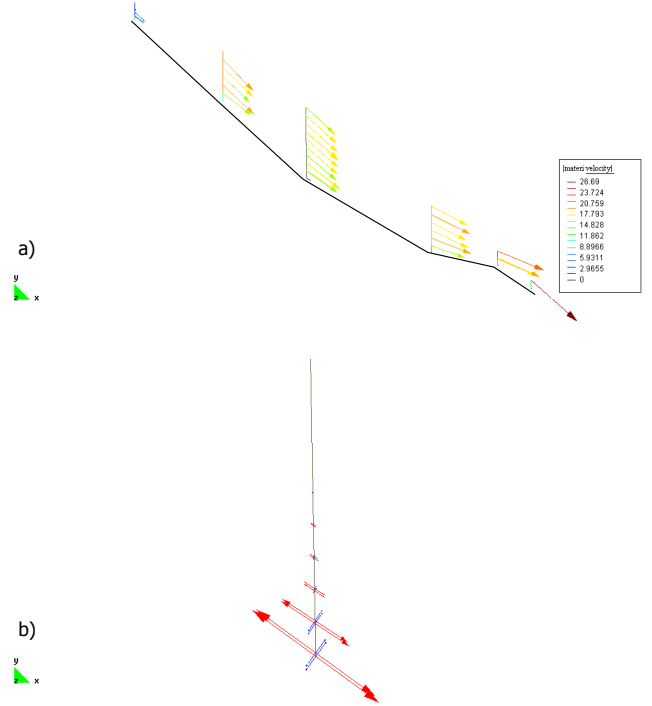 |materi velocity|
26.69
23.724
20.759
17.793
14.828
11.862
8.8966
5.9311
2.9655
0
a)
y
z x
b)
y
z x